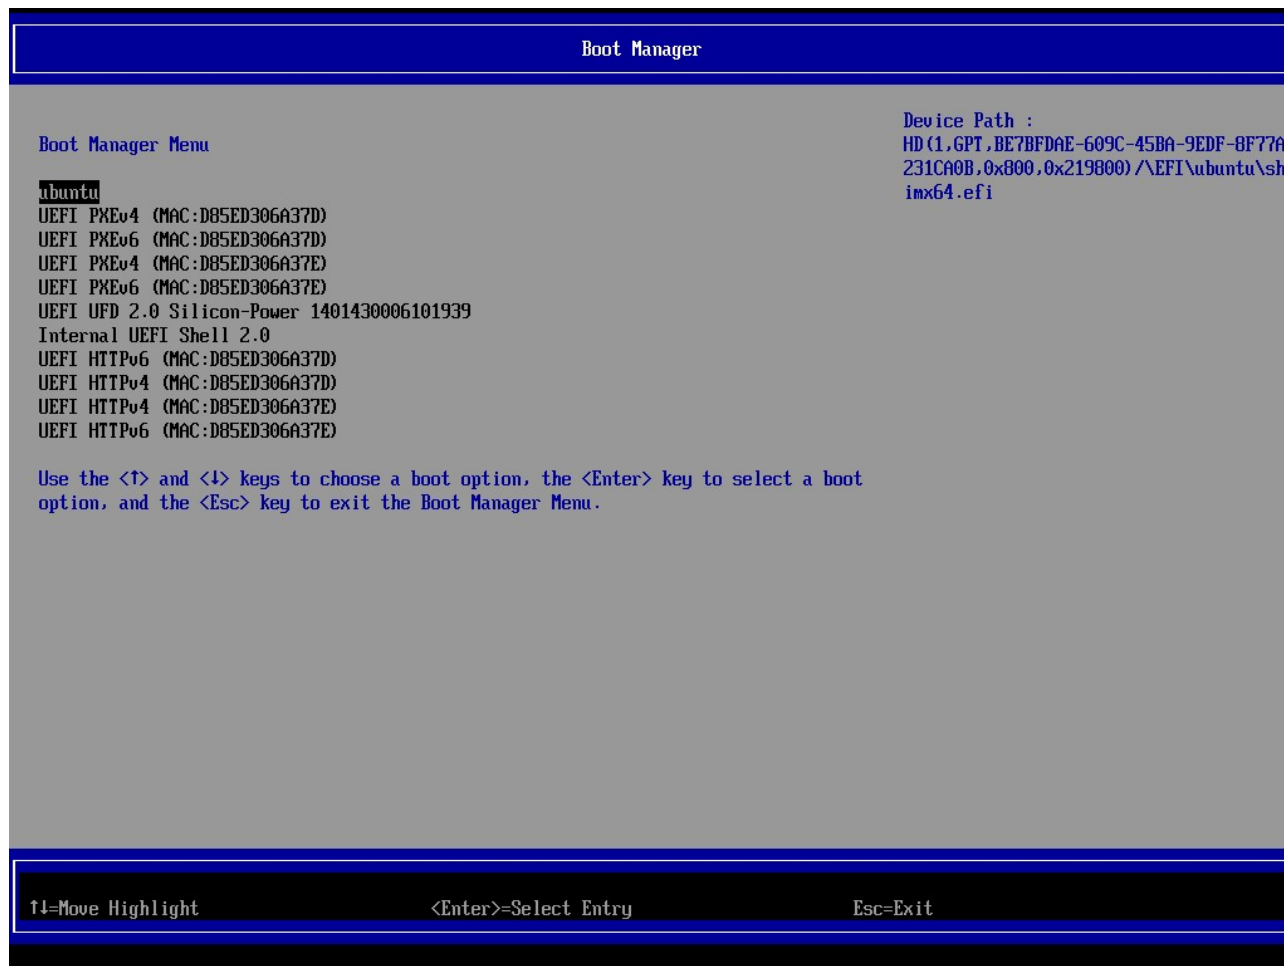 Boot Manager
Boot Manager Menu
ubuntu
UEFI PXEv4 (MAC:D85ED306A37D)
UEFI PXEv6 (MAC:D85ED306A37D)
UEFI PXEv4 (MAC:D85ED306A37E)
UEFI PXEv6 (MAC:D85ED306A37E)
UEFI UFD 2.0 Silicon-Power 1401430006101939
Internal UEFI Shell 2.0
UEFI HTTPv6 (MAC:D85ED306A37D)
UEFI HTTPv4 (MAC:D85ED306A37D)
UEFI HTTPv4 (MAC:D85ED306A37E)
UEFI HTTPv6 (MAC:D85ED306A37E)
Use the <↑> and <↓> keys to choose a boot option, the <Enter> key to select a boot
option, and the <Esc> key to exit the Boot Manager Menu.
Device Path :
HD(1,GPT,BE7BFDAE-609C-45BA-9EDF-8F77A
231CA0B,0x800,0x219800)/\EFI\ubuntu\sh
imx64.efi
↑↓=Move Highlight
<Enter>=Select Entry
Esc=Exit